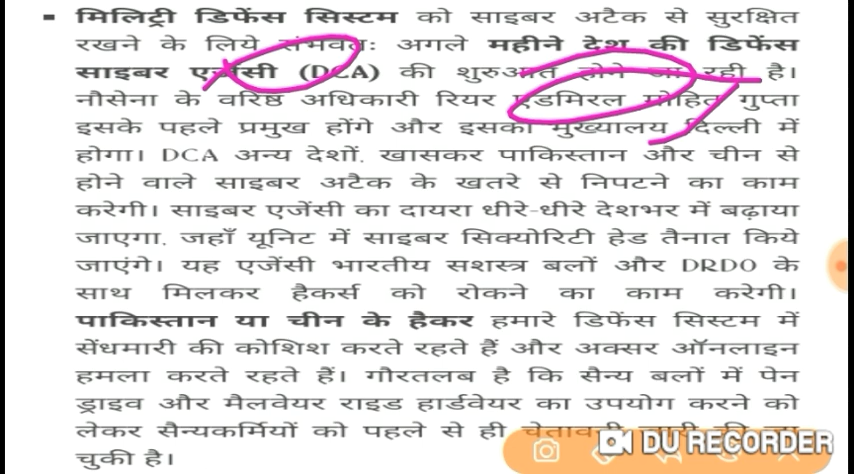 ▪ मिलिट्री डिफेंस सिस्टम को साइबर अटैक से सुरक्षित
रखने के लिये संभवतः अगले महीने देश की डिफेंस
साइबर एजेंसी (DCA) की शुरुआत होने जा रही है।
नौसेना के वरिष्ठ अधिकारी रियर एडमिरल मोहित गुप्ता
इसके पहले प्रमुख होंगे और इसका मुख्यालय दिल्ली में
होगा। DCA अन्य देशों, खासकर पाकिस्तान और चीन से
होने वाले साइबर अटैक के खतरे से निपटने का काम
करेगी। साइबर एजेंसी का दायरा धीरे-धीरे देशभर में बढ़ाया
जाएगा, जहाँ यूनिट में साइबर सिक्योरिटी हेड तैनात किये
जाएंगे। यह एजेंसी भारतीय सशस्त्र बलों और DRDO के
साथ मिलकर हैकर्स को रोकने का काम करेगी।
पाकिस्तान या चीन के हैकर हमारे डिफेंस सिस्टम में
सेंधमारी की कोशिश करते रहते हैं और अक्सर ऑनलाइन
हमला करते रहते हैं। गौरतलब है कि सैन्य बलों में पेन
ड्राइव और मैलवेयर राइड हार्डवेयर का उपयोग करने को
लेकर सैन्यकर्मियों को पहले से ही चेतावनी
चुकी है।
DU RECORDER